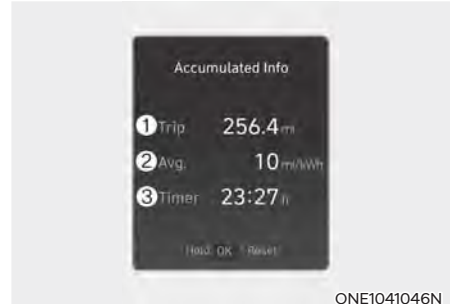 Accumulated Info
1 Trip 256.4 mi
2 Avg. 10 mi/kWh
3 Timer 23:27 h
Hold OK : Reset
ONE1041046N